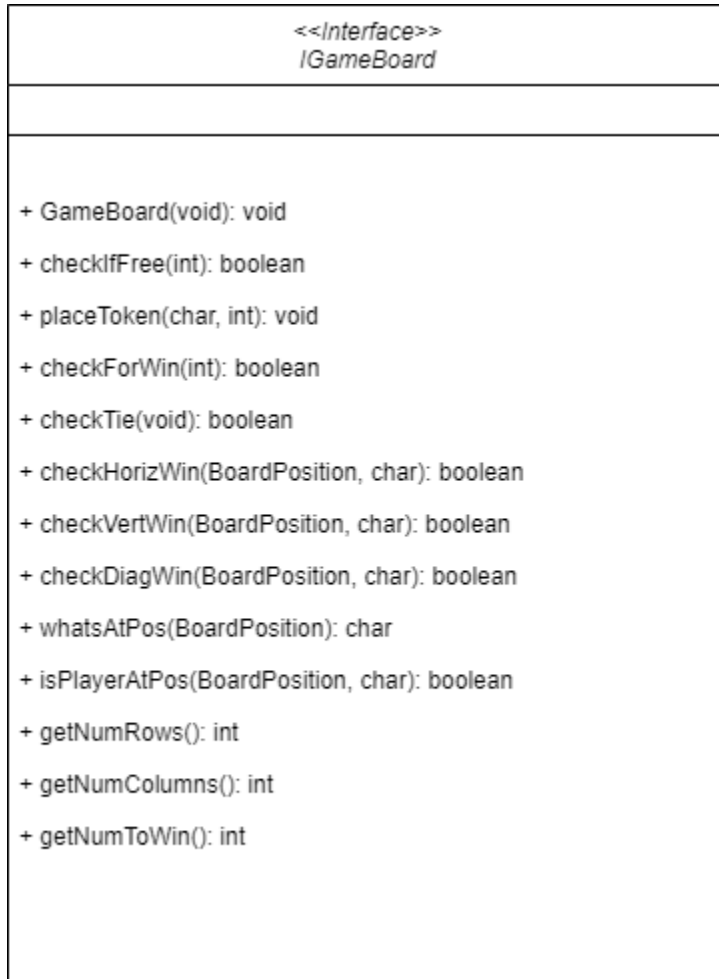 <<Interface>>
IGameBoard
+ GameBoard(void): void
+ checkIfFree(int): boolean
+ placeToken(char, int): void
+ checkForWin(int): boolean
+ checkTie(void): boolean
+ checkHorizWin(BoardPosition, char): boolean
+ checkVertWin(BoardPosition, char): boolean
+ checkDiagWin(BoardPosition, char): boolean
+ whatsAtPos(BoardPosition): char
+ isPlayerAtPos(BoardPosition, char): boolean
+ getNumRows(): int
+ getNumColumns(): int
+ getNumToWin(): int